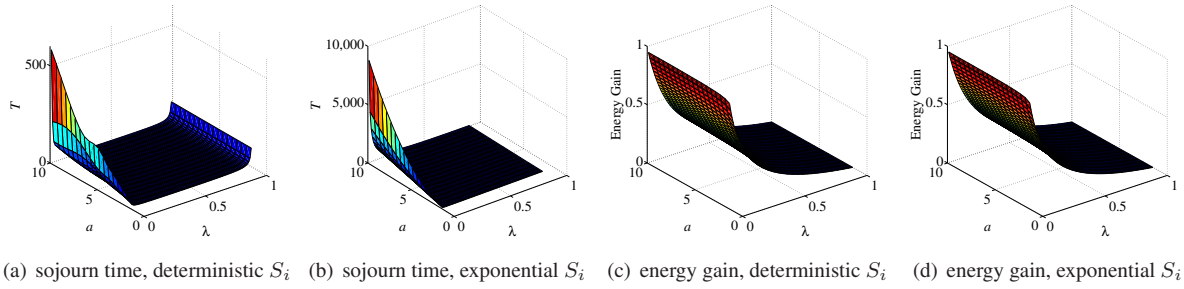 500
0
10
5
0
0
0.5
1
T
a
λ
10,000
5,000
0
10
5
0
0
0.5
1
T
a
λ
1
0.5
0
10
5
0
0
0.5
1
Energy Gain
a
λ
1
0.5
0
10
5
0
0
0.5
1
Energy Gain
a
λ
(a) sojourn time, deterministic S_i
(b) sojourn time, exponential S_i
(c) energy gain, deterministic S_i
(d) energy gain, exponential S_i